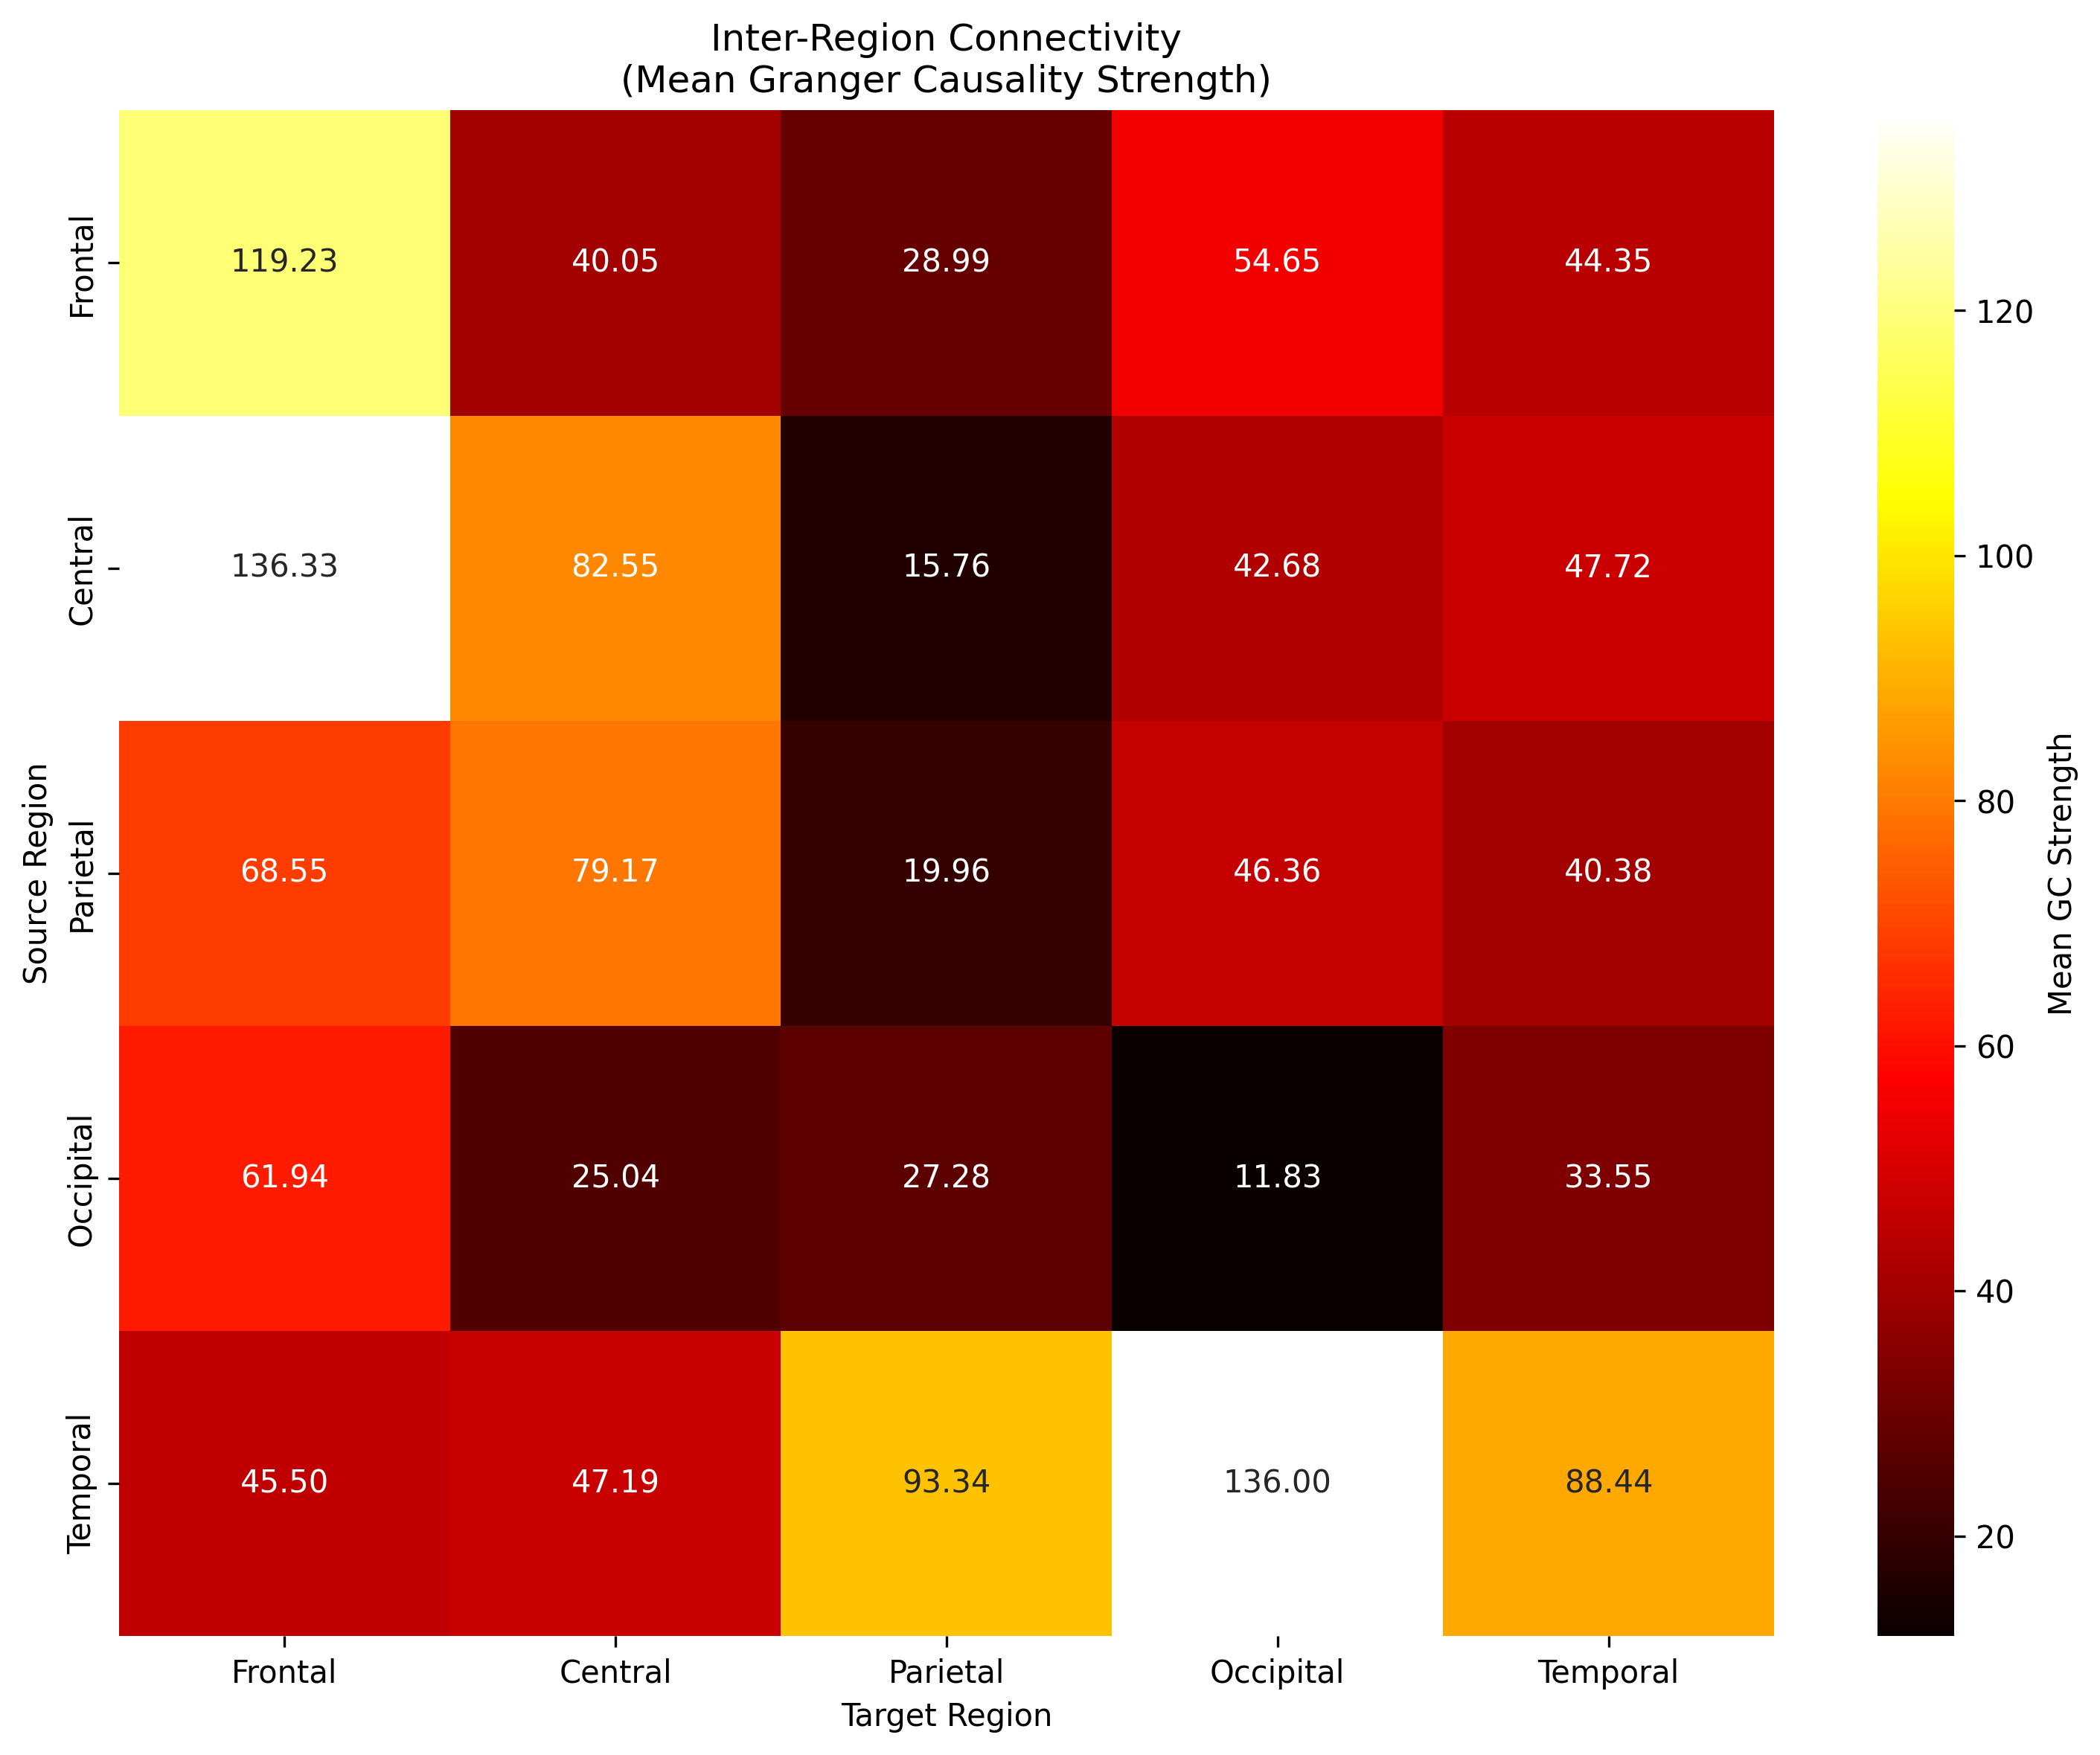 Inter-Region Connectivity
(Mean Granger Causality Strength)
Source Region
Frontal
119.23 40.05 28.99 54.65 44.35
Central
136.33 82.55 15.76 42.68 47.72
Parietal
68.55 79.17 19.96 46.36 40.38
Occipital
61.94 25.04 27.28 11.83 33.55
Temporal
45.50 47.19 93.34 136.00 88.44
Frontal Central Parietal Occipital Temporal
Target Region
120
100
80
60
40
20
Mean GC Strength